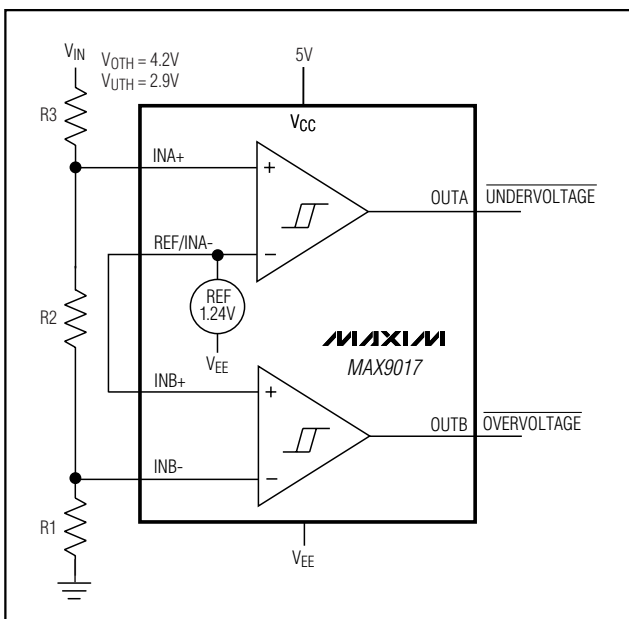 VIN
VOTH = 4.2V
VUTH = 2.9V
5V
R3
VCC
INA+
+
OUTA
UNDERVOLTAGE
REF/INA-
-
REF
1.24V
R2
VEE
MAXIM
MAX9017
INB+
+
OUTB
OVERVOLTAGE
INB-
-
R1
VEE